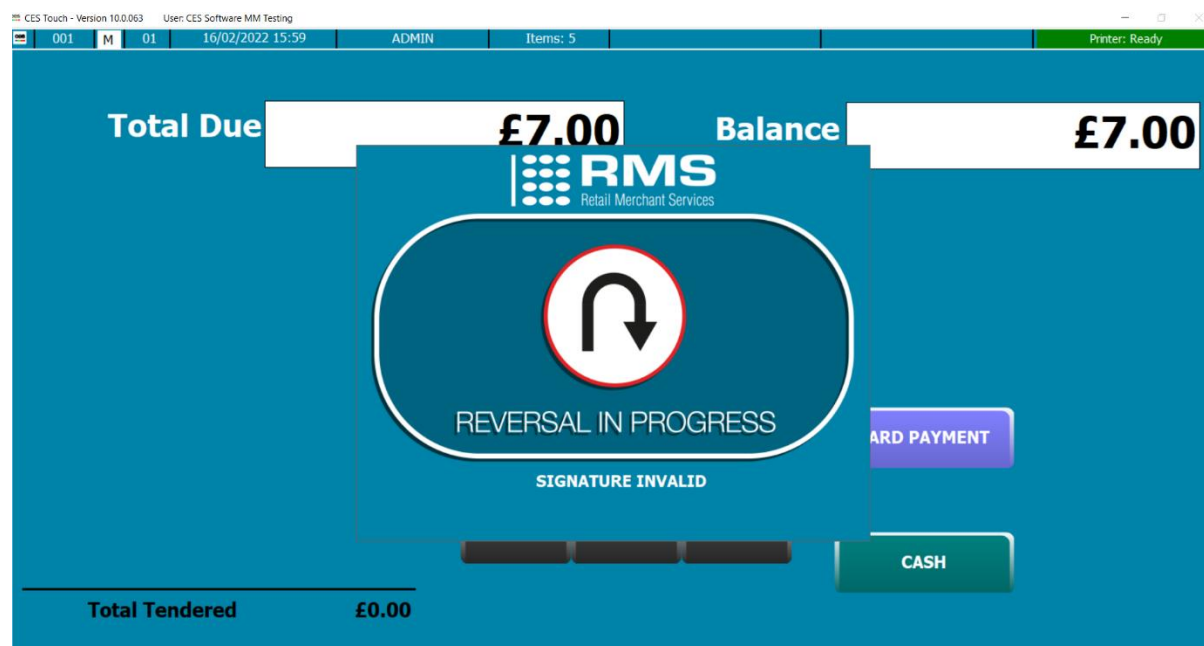 CES Touch - Version 10.0.063 User: CES Software MM Testing
001 M 01 16/02/2022 15:59 ADMIN Items: 5 Printer: Ready
Total Due £7.00 Balance £7.00
RMS
Retail Merchant Services
REVERSAL IN PROGRESS
ARD PAYMENT
SIGNATURE INVALID
CASH
Total Tendered £0.00